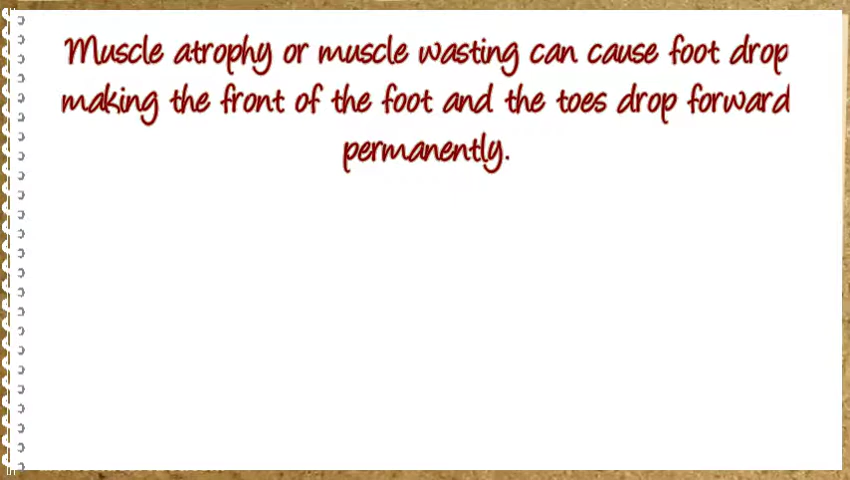 Muscle atrophy or muscle wasting can cause foot drop
making the front of the foot and the toes drop forward
permanently.